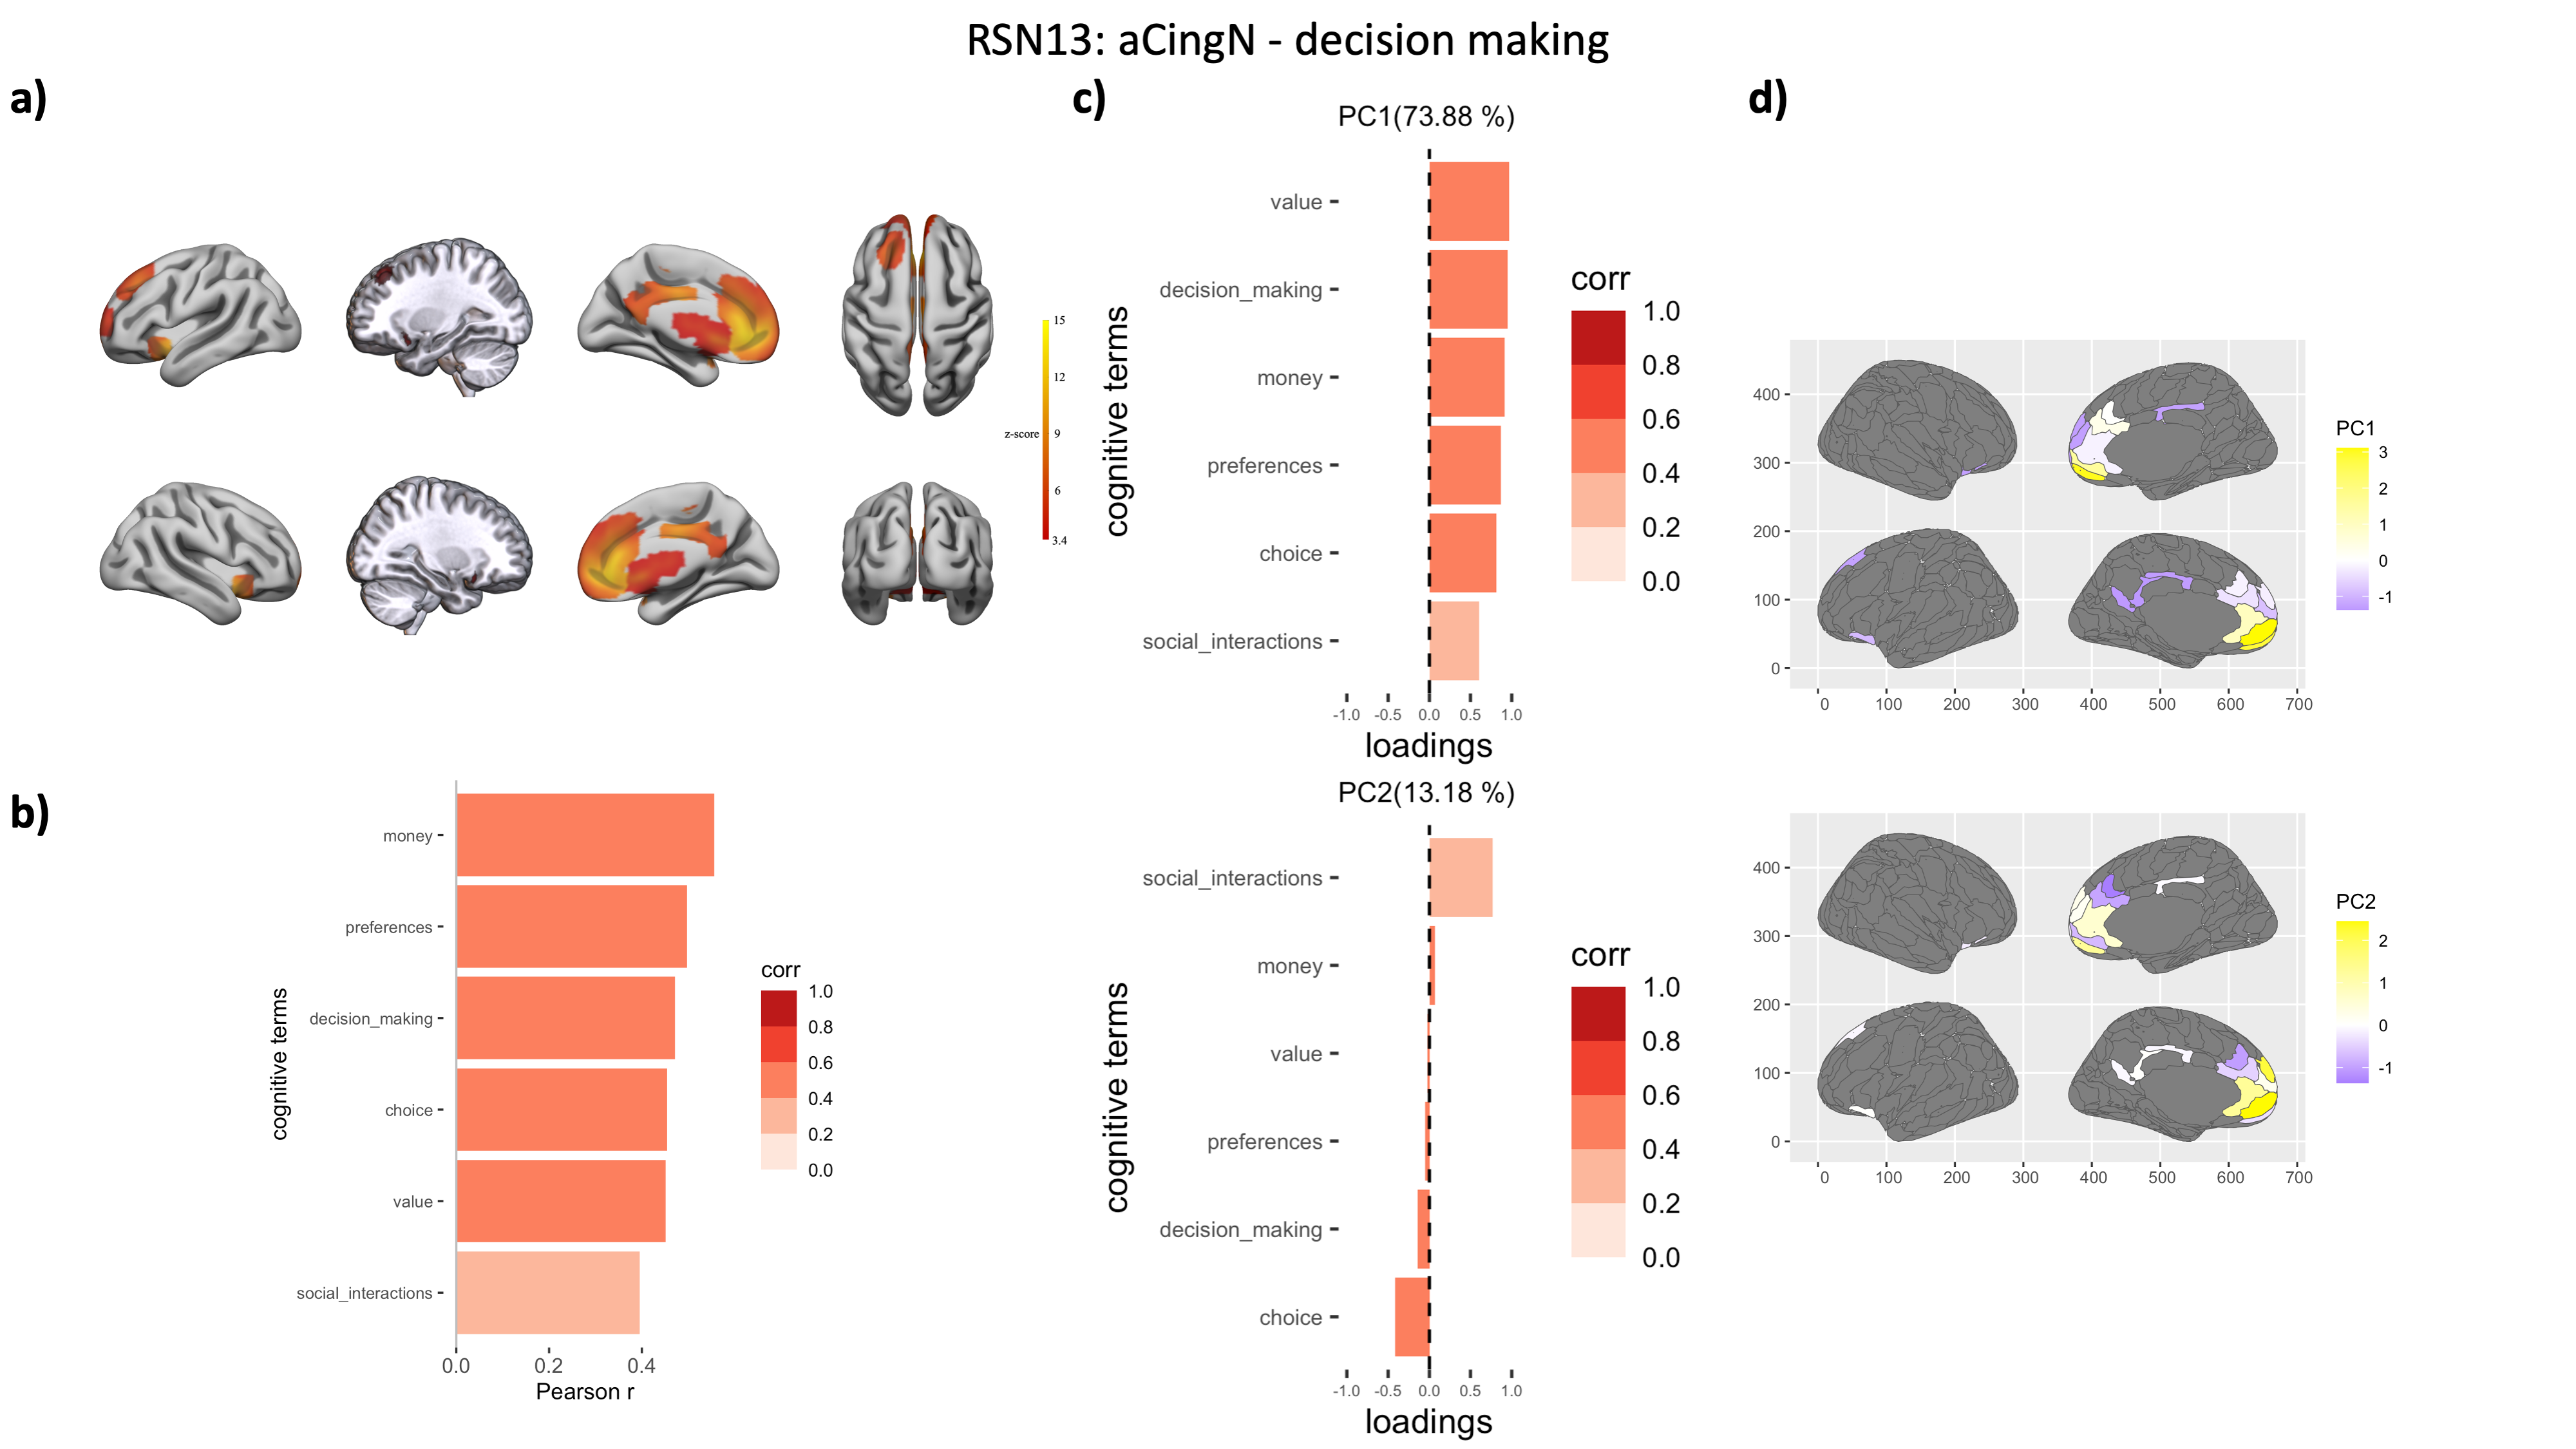 RSN13: aCingN - decision making
a)
z-score
15
12
9
6
3.4
b)
cognitive terms
money
preferences
decision_making
choice
value
social_interactions
0.0 0.2 0.4
Pearson r
corr
1.0
0.8
0.6
0.4
0.2
0.0
c)
PC1(73.88 %)
cognitive terms
value
decision_making
money
preferences
choice
social_interactions
-1.0 -0.5 0.0 0.5 1.0
loadings
corr
1.0
0.8
0.6
0.4
0.2
0.0
PC2(13.18 %)
cognitive terms
social_interactions
money
value
preferences
decision_making
choice
-1.0 -0.5 0.0 0.5 1.0
loadings
corr
1.0
0.8
0.6
0.4
0.2
0.0
d)
400
300
200
100
0
0 100 200 300 400 500 600 700
PC1
3
2
1
0
-1
400
300
200
100
0
0 100 200 300 400 500 600 700
PC2
2
1
0
-1